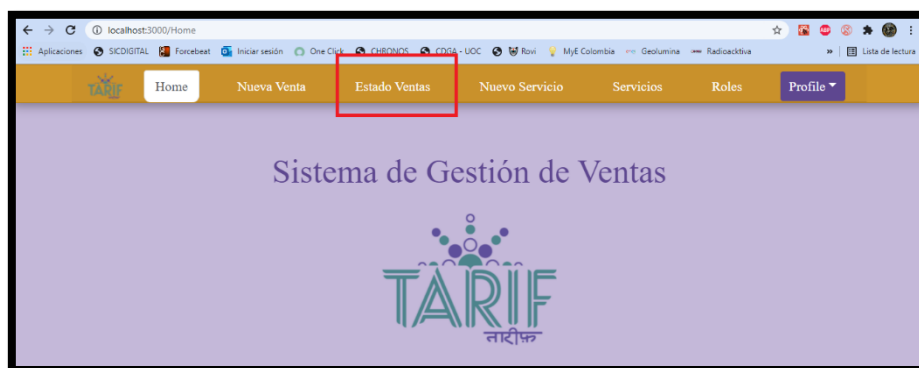 localhost:3000/Home
Aplicaciones SICDIGITAL Forcebeat Iniciar sesión One Click CHRONOS CDGA - UOC Rovi MyE Colombia Geolumina Radioacktiva » Lista de lectura
TARIF Home Nueva Venta Estado Ventas Nuevo Servicio Servicios Roles Profile
Sistema de Gestión de Ventas
TARIF
तारीफ़